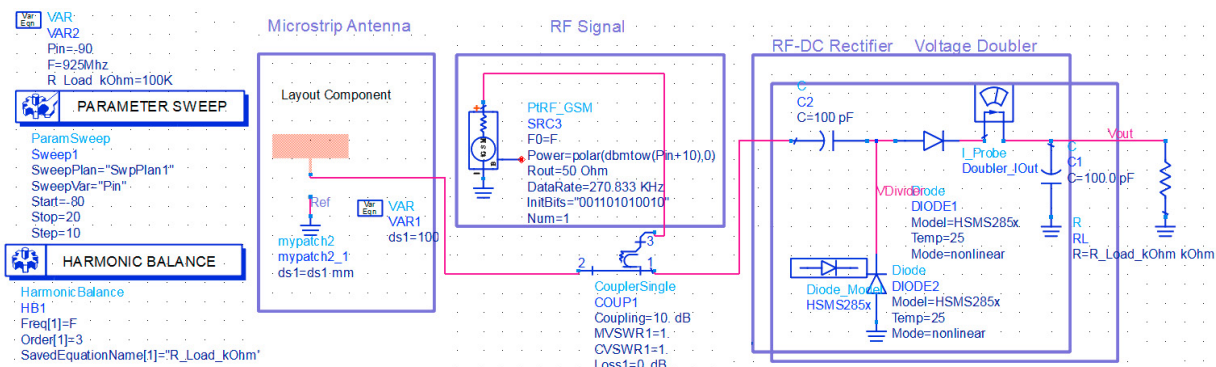 Var
Eqn
VAR
VAR2
Pin=-90
F=925Mhz
R_Load_kOhm=100K
PARAMETER SWEEP
ParamSweep
Sweep1
SweepPlan="SwpPlan1"
SweepVar="Pin"
Start=-80
Stop=20
Step=10
HARMONIC BALANCE
HarmonicBalance
HB1
Freq[1]=F
Order[1]=3
SavedEquationName[1]="R_Load_kOhm"
Microstrip Antenna
Layout Component
Ref
Var
Eqn
VAR
VAR1
ds1=100
mypatch2
mypatch2_1
ds1=ds1 mm
RF Signal
PtRF_GSM
SRC3
F0=F
Power=polar(dbmtow(Pin+10),0)
Rout=50 Ohm
DataRate=270.833 KHz
InitBits="001101010010"
Num=1
3
2
1
CouplerSingle
COUP1
Coupling=10. dB
MVSWR1=1.
CVSWR1=1.
Loss1=0. dB
RF-DC Rectifier
Voltage Doubler
C
C2
C=100 pF
I_Probe
Doubler_IOut
Vout
C
C1
C=100.0 pF
VDivider
Diode
DIODE1
Model=HSMS285x
Temp=25
Mode=nonlinear
R
RL
R=R_Load_kOhm kOhm
Diode_Model
HSMS285x
Diode
DIODE2
Model=HSMS285x
Temp=25
Mode=nonlinear